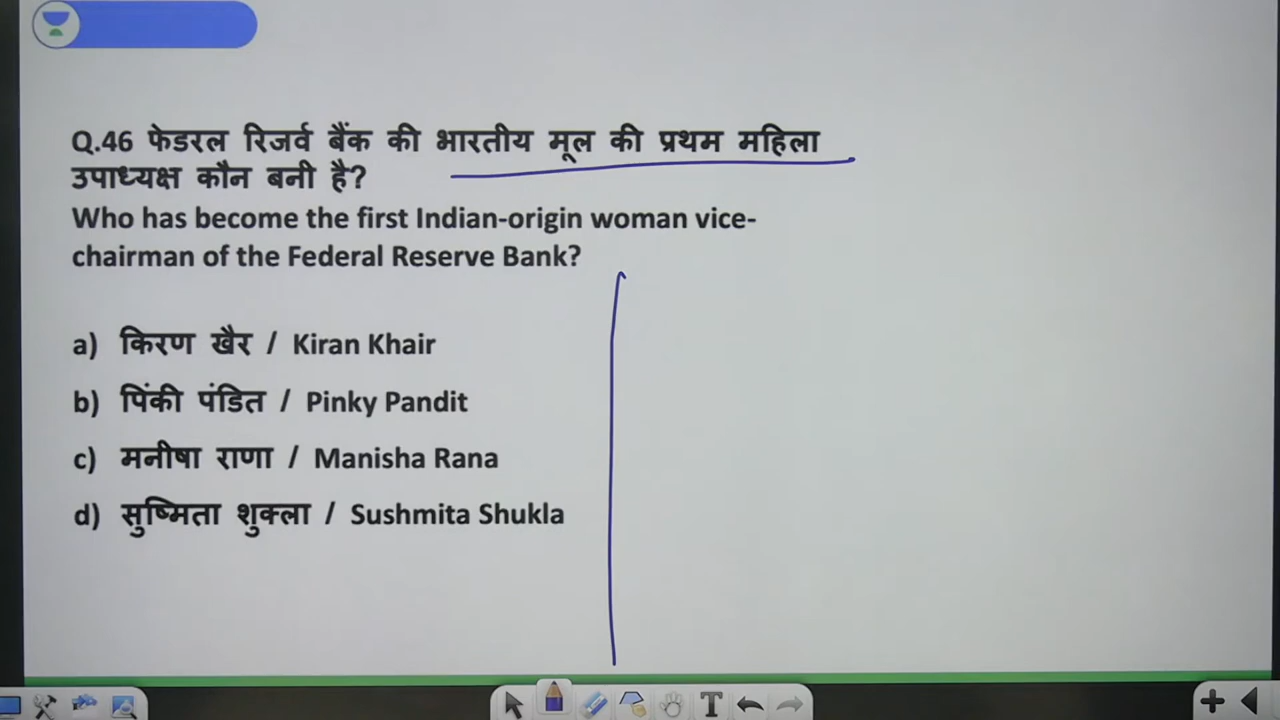 Q.46 फेडरल रिजर्व बैंक की भारतीय मूल की प्रथम महिला
उपाध्यक्ष कौन बनी है?
Who has become the first Indian-origin woman vice-
chairman of the Federal Reserve Bank?
a) किरण खैर / Kiran Khair
b) पिंकी पंडित / Pinky Pandit
c) मनीषा राणा / Manisha Rana
d) सुष्मिता शुक्ला / Sushmita Shukla
T